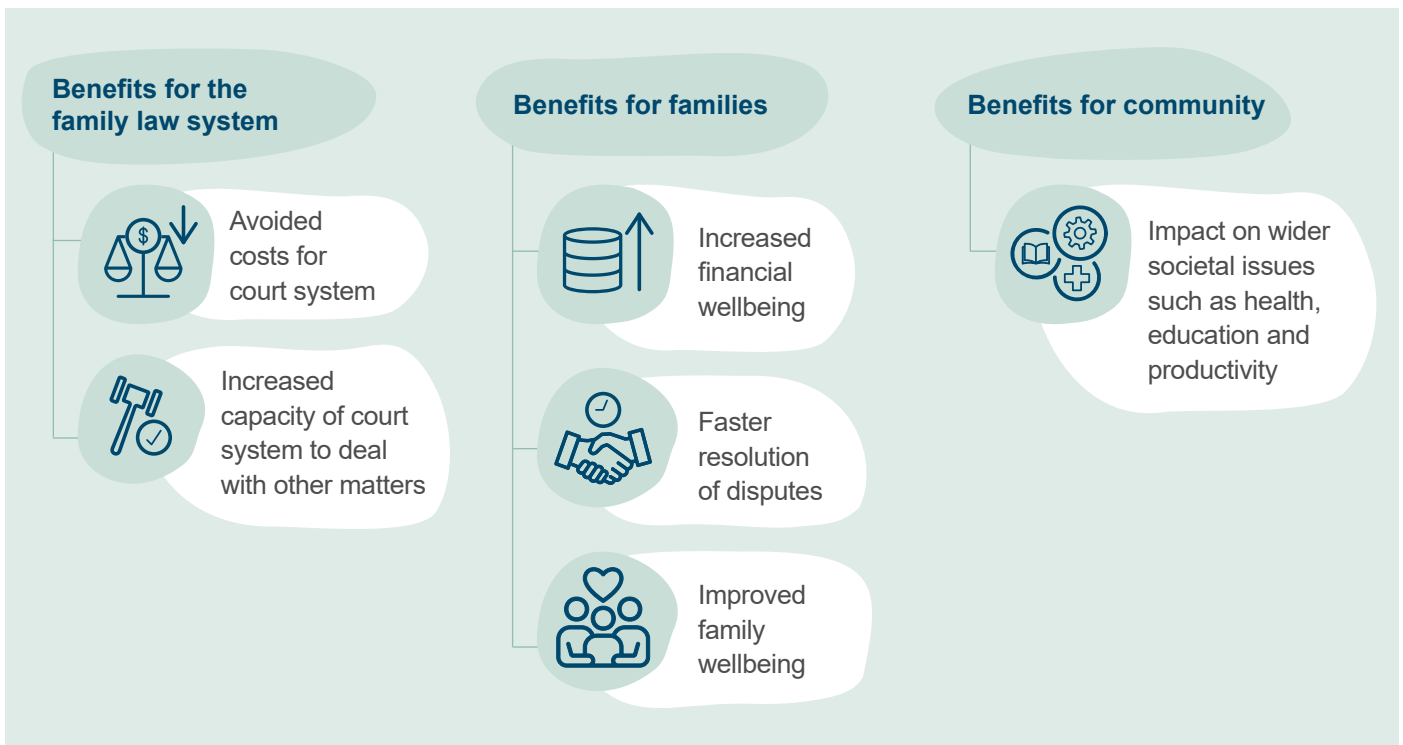 Benefits for the
family law system
Avoided
costs for
court system
Increased
capacity of court
system to deal
with other matters
Benefits for families
Increased
financial
wellbeing
Faster
resolution
of disputes
Improved
family
wellbeing
Benefits for community
Impact on wider
societal issues
such as health,
education and
productivity